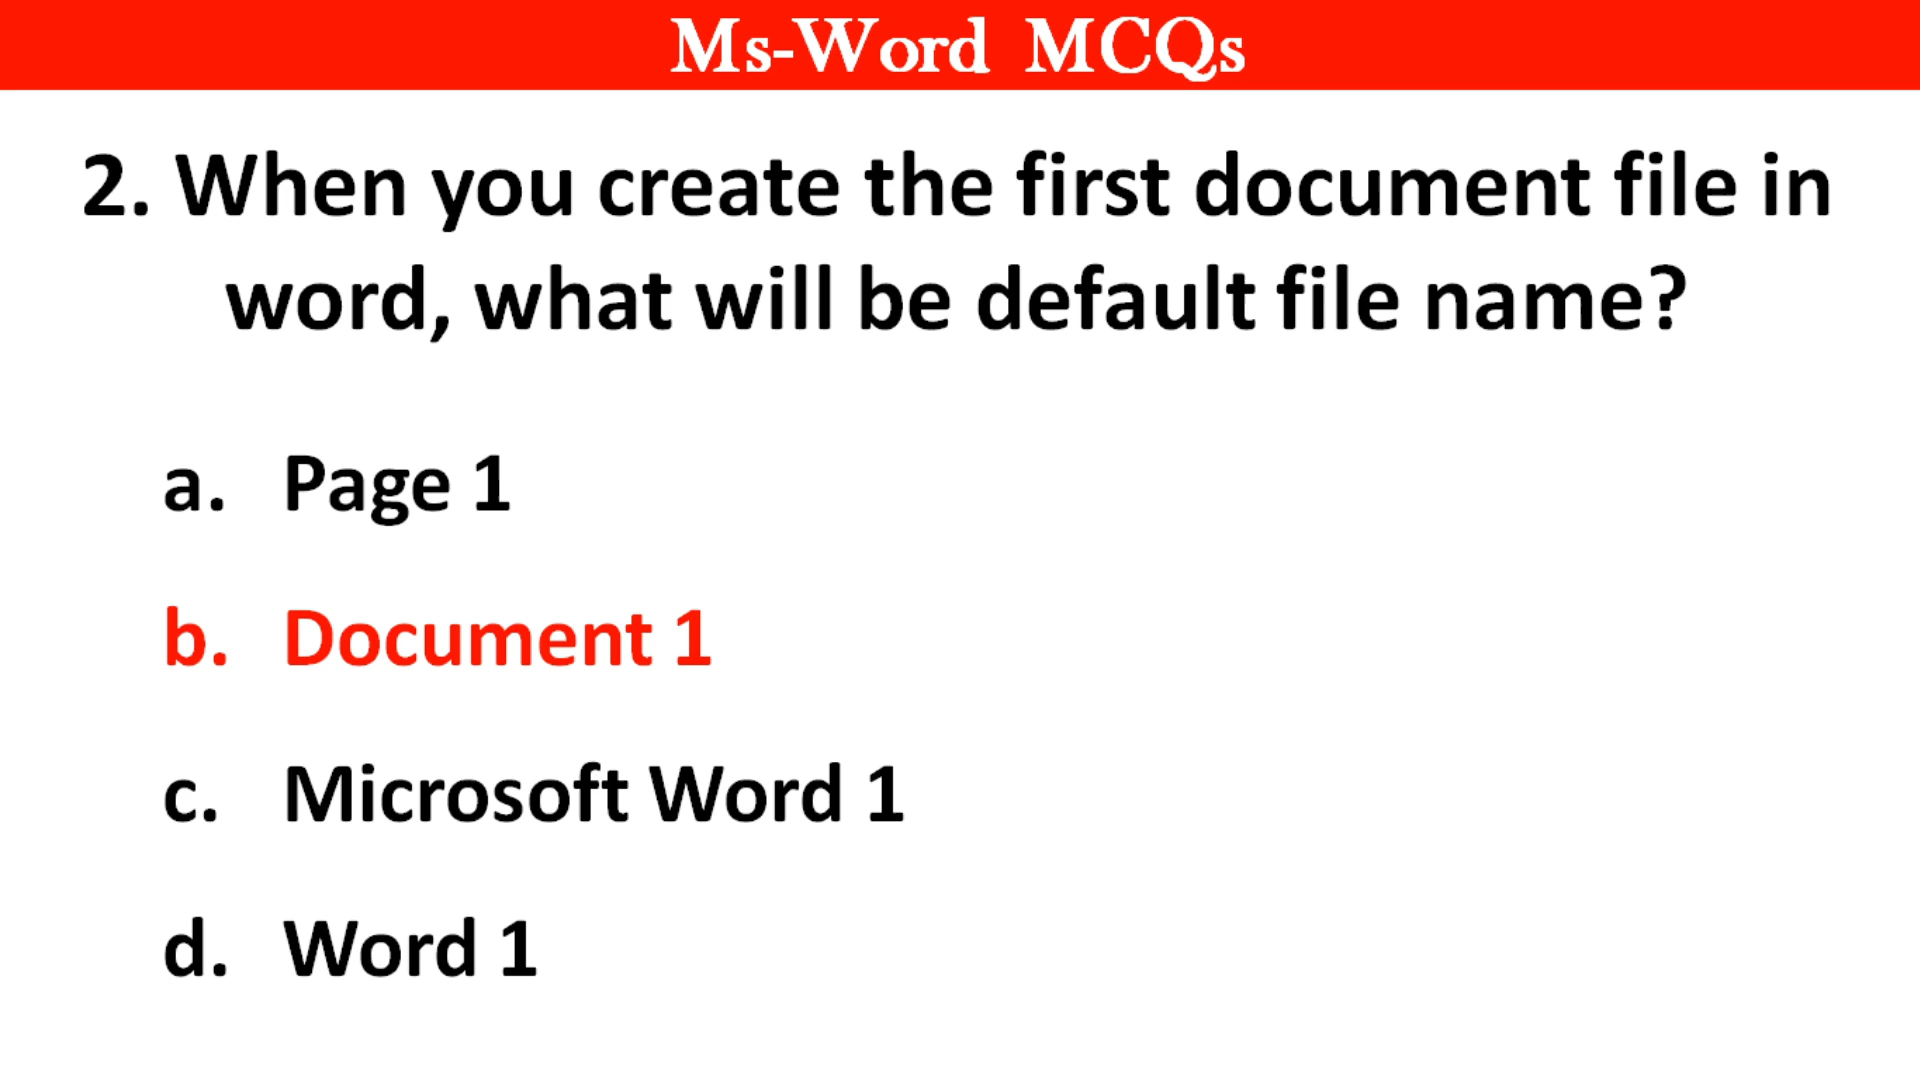 Ms-Word MCQs
2. When you create the first document file in
word, what will be default file name?
a. Page 1
b. Document 1
c. Microsoft Word 1
d. Word 1